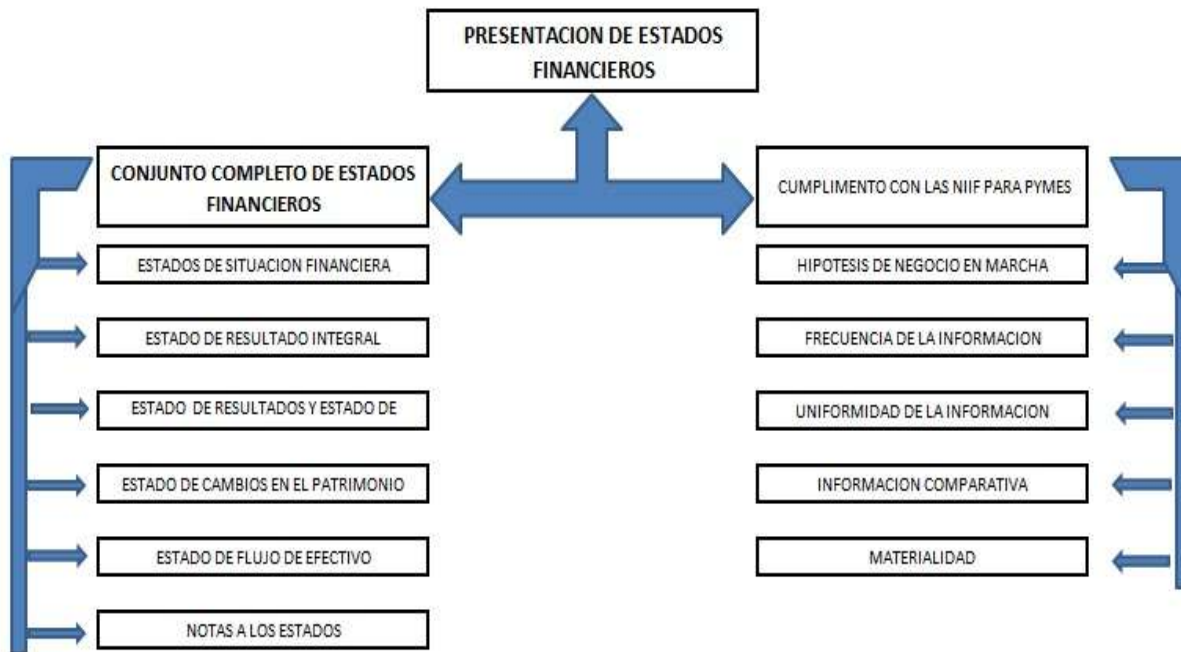 PRESENTACION DE ESTADOS
FINANCIEROS
CONJUNTO COMPLETO DE ESTADOS
FINANCIEROS
ESTADOS DE SITUACION FINANCIERA
ESTADO DE RESULTADO INTEGRAL
ESTADO DE RESULTADOS Y ESTADO DE
ESTADO DE CAMBIOS EN EL PATRIMONIO
ESTADO DE FLUJO DE EFECTIVO
NOTAS A LOS ESTADOS
CUMPLIMENTO CON LAS NIIF PARA PYMES
HIPOTESIS DE NEGOCIO EN MARCHA
FRECUENCIA DE LA INFORMACION
UNIFORMIDAD DE LA INFORMACION
INFORMACION COMPARATIVA
MATERIALIDAD